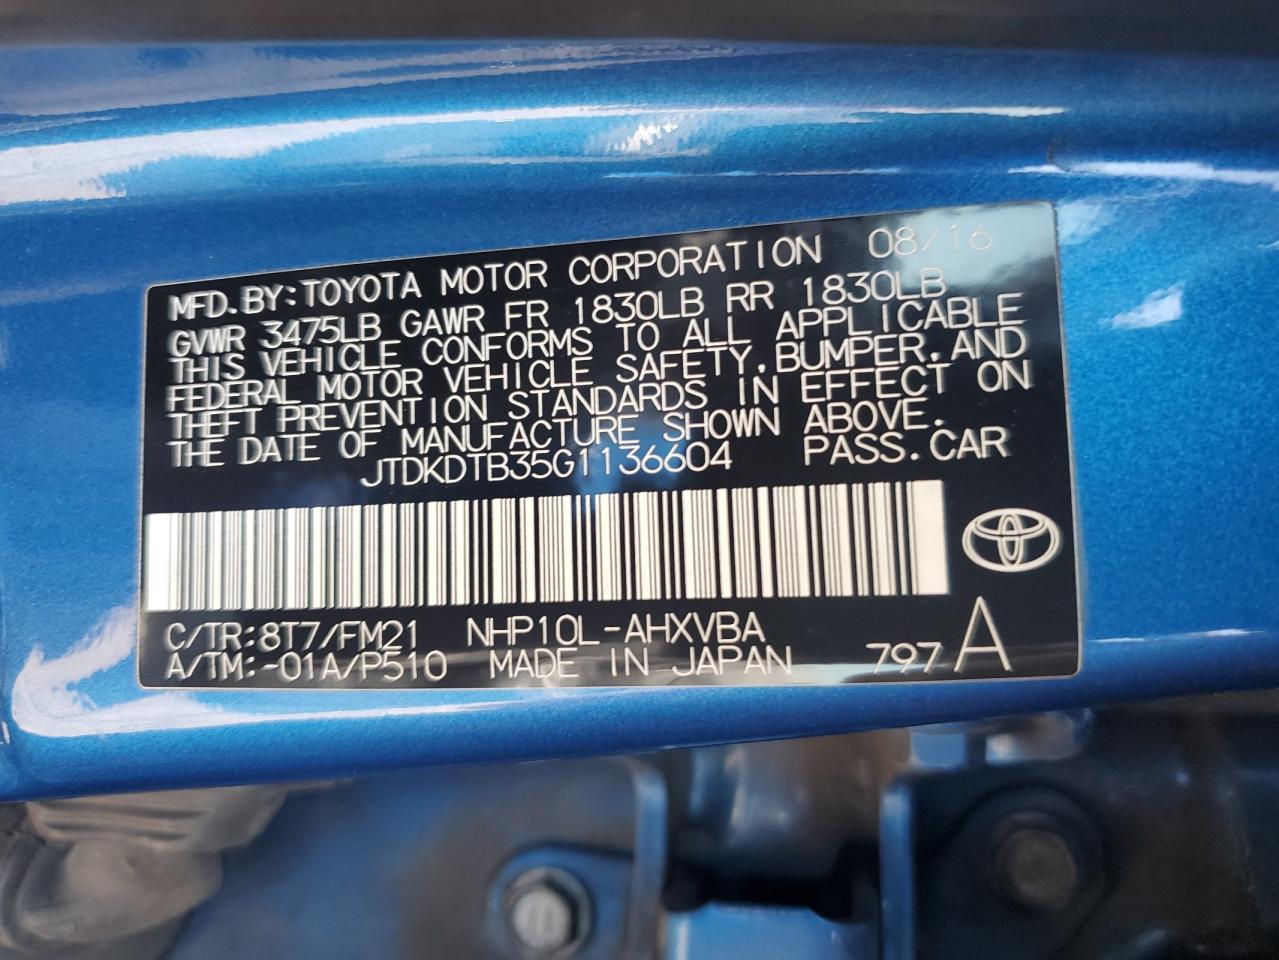 MFD.BY:TOYOTA MOTOR CORPORATION 08/16
GVWR 3475LB GAWR FR 1830LB RR 1830LB
THIS VEHICLE CONFORMS TO ALL APPLICABLE
FEDERAL MOTOR VEHICLE SAFETY,BUMPER,AND
THEFT PREVENTION STANDARDS IN EFFECT ON
THE DATE OF MANUFACTURE SHOWN ABOVE.
JTDKDTB35G1136604 PASS.CAR
C/TR:8T7/FM21 NHP10L-AHXVBA
A/TM:-01A/P510 MADE IN JAPAN 797 A